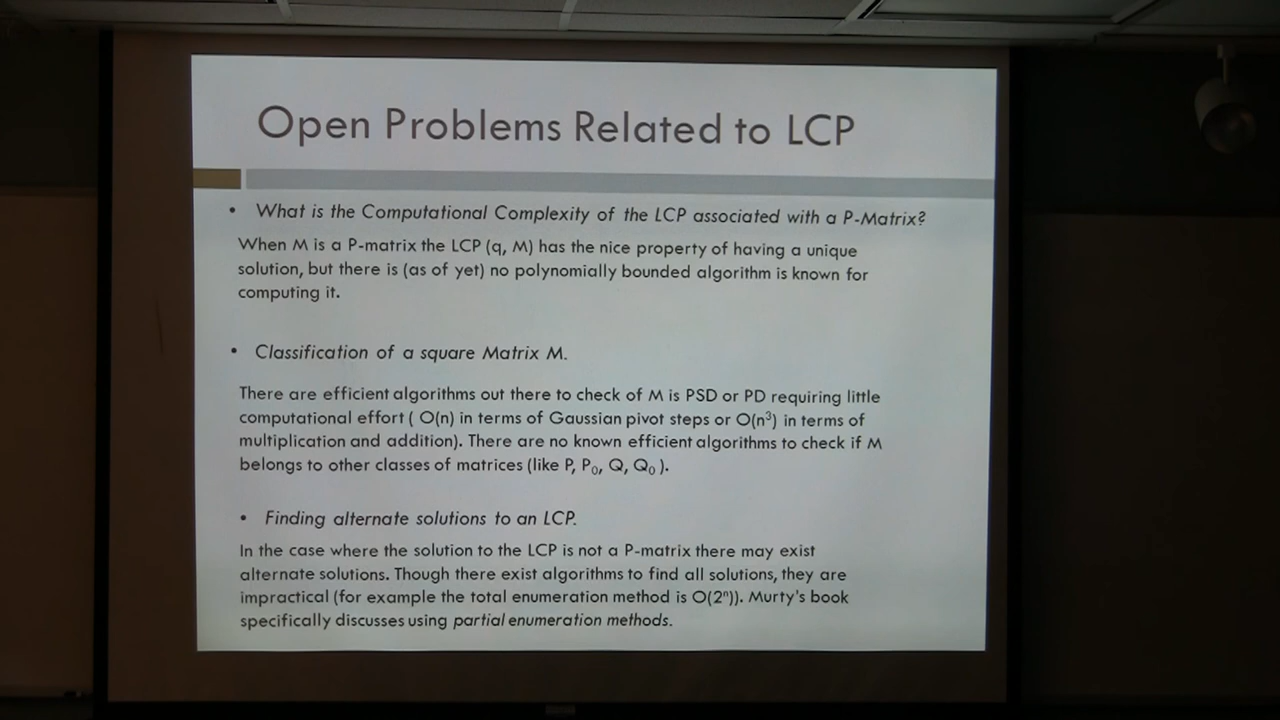 Open Problems Related to LCP
• What is the Computational Complexity of the LCP associated with a P-Matrix?
When M is a P-matrix the LCP (q, M) has the nice property of having a unique
solution, but there is (as of yet) no polynomially bounded algorithm is known for
computing it.
• Classification of a square Matrix M.
There are efficient algorithms out there to check of M is PSD or PD requiring little
computational effort ( O(n) in terms of Gaussian pivot steps or O(n³) in terms of
multiplication and addition). There are no known efficient algorithms to check if M
belongs to other classes of matrices (like P, P₀, Q, Q₀ ).
• Finding alternate solutions to an LCP.
In the case where the solution to the LCP is not a P-matrix there may exist
alternate solutions. Though there exist algorithms to find all solutions, they are
impractical (for example the total enumeration method is O(2ⁿ)). Murty's book
specifically discusses using partial enumeration methods.